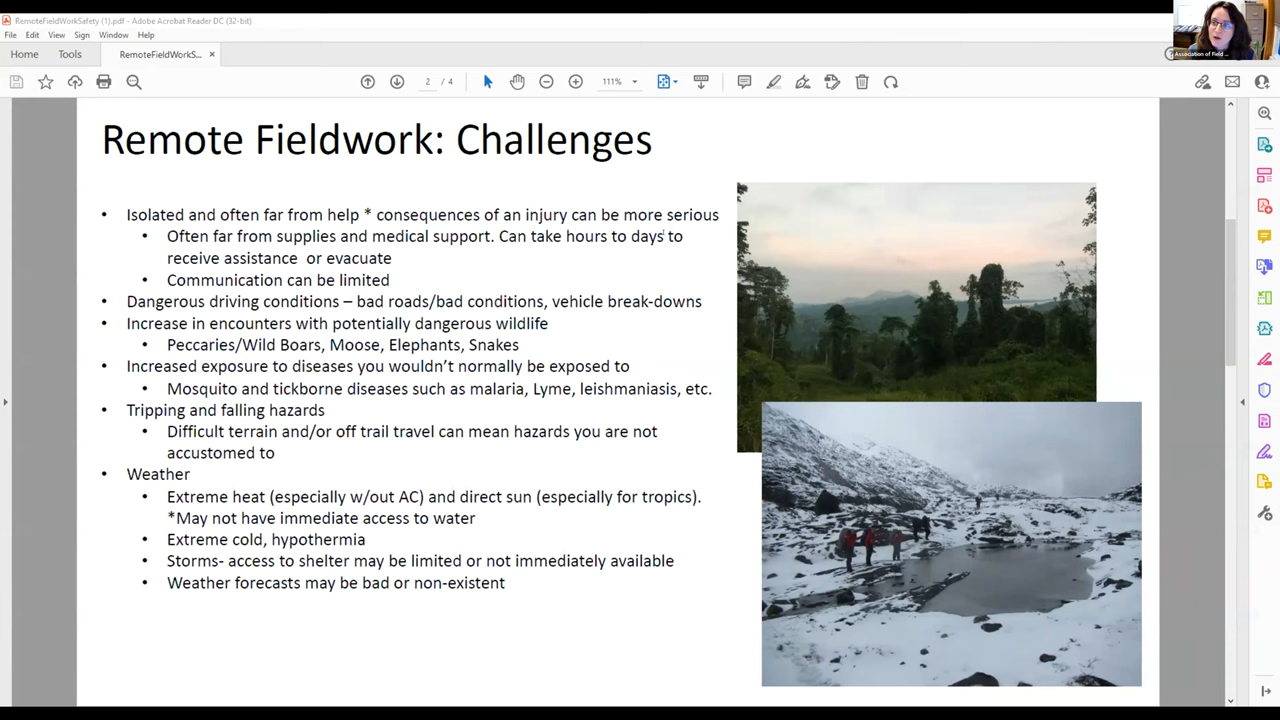 RemoteFieldWorkSafety (1).pdf - Adobe Acrobat Reader DC (32-bit)
File Edit View Sign Window Help
Home Tools RemoteFieldWorkS... ×
2 / 4 111%
Association of Field ...
Remote Fieldwork: Challenges
• Isolated and often far from help * consequences of an injury can be more serious
• Often far from supplies and medical support. Can take hours to days to
receive assistance or evacuate
• Communication can be limited
• Dangerous driving conditions – bad roads/bad conditions, vehicle break-downs
• Increase in encounters with potentially dangerous wildlife
• Peccaries/Wild Boars, Moose, Elephants, Snakes
• Increased exposure to diseases you wouldn't normally be exposed to
• Mosquito and tickborne diseases such as malaria, Lyme, leishmaniasis, etc.
• Tripping and falling hazards
• Difficult terrain and/or off trail travel can mean hazards you are not
accustomed to
• Weather
• Extreme heat (especially w/out AC) and direct sun (especially for tropics).
*May not have immediate access to water
• Extreme cold, hypothermia
• Storms- access to shelter may be limited or not immediately available
• Weather forecasts may be bad or non-existent